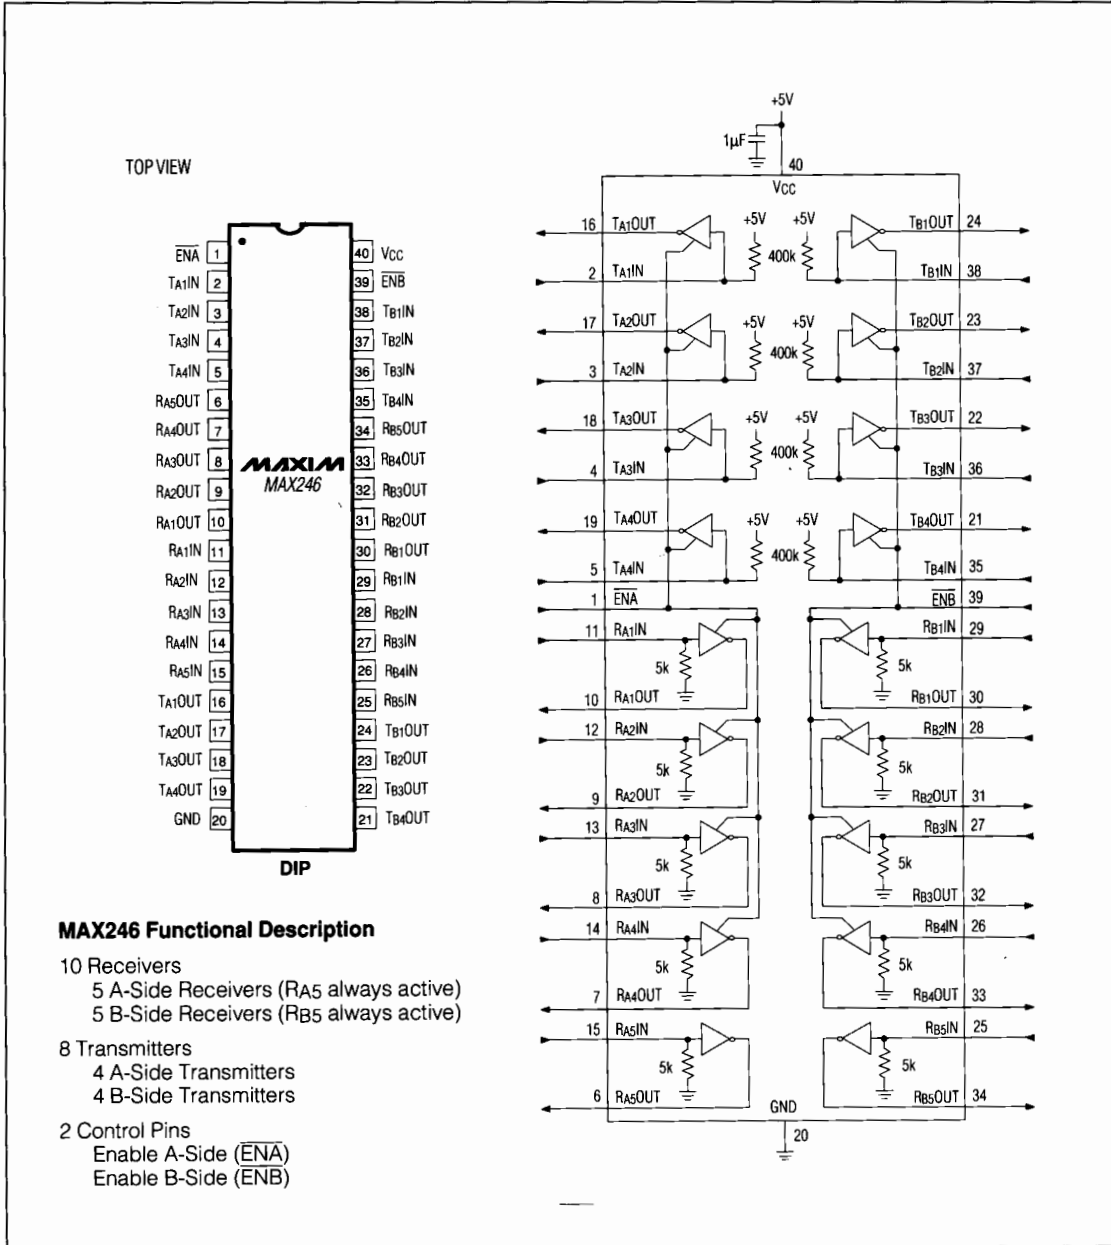 TOP VIEW
ENA 1
TA1IN 2
TA2IN 3
TA3IN 4
TA4IN 5
RA5OUT 6
RA4OUT 7
RA3OUT 8
RA2OUT 9
RA1OUT 10
RA1IN 11
RA2IN 12
RA3IN 13
RA4IN 14
RA5IN 15
TA1OUT 16
TA2OUT 17
TA3OUT 18
TA4OUT 19
GND 20
MAXIM
MAX246
40 VCC
39 ENB
38 TB1IN
37 TB2IN
36 TB3IN
35 TB4IN
34 RB5OUT
33 RB4OUT
32 RB3OUT
31 RB2OUT
30 RB1OUT
29 RB1IN
28 RB2IN
27 RB3IN
26 RB4IN
25 RB5IN
24 TB1OUT
23 TB2OUT
22 TB3OUT
21 TB4OUT
DIP
MAX246 Functional Description
10 Receivers
5 A-Side Receivers (RA5 always active)
5 B-Side Receivers (RB5 always active)
8 Transmitters
4 A-Side Transmitters
4 B-Side Transmitters
2 Control Pins
Enable A-Side (ENA)
Enable B-Side (ENB)
+5V
1µF
40
VCC
16 TA1OUT +5V +5V TB1OUT 24
400k
2 TA1IN TB1IN 38
17 TA2OUT +5V +5V TB2OUT 23
400k
3 TA2IN TB2IN 37
18 TA3OUT +5V +5V TB3OUT 22
400k
4 TA3IN TB3IN 36
19 TA4OUT +5V +5V TB4OUT 21
400k
5 TA4IN TB4IN 35
1 ENA ENB 39
11 RA1IN RB1IN 29
5k 5k
10 RA1OUT RB1OUT 30
12 RA2IN RB2IN 28
5k 5k
9 RA2OUT RB2OUT 31
13 RA3IN RB3IN 27
5k 5k
8 RA3OUT RB3OUT 32
14 RA4IN RB4IN 26
5k 5k
7 RA4OUT RB4OUT 33
15 RA5IN RB5IN 25
5k 5k
6 RA5OUT RB5OUT 34
GND
20